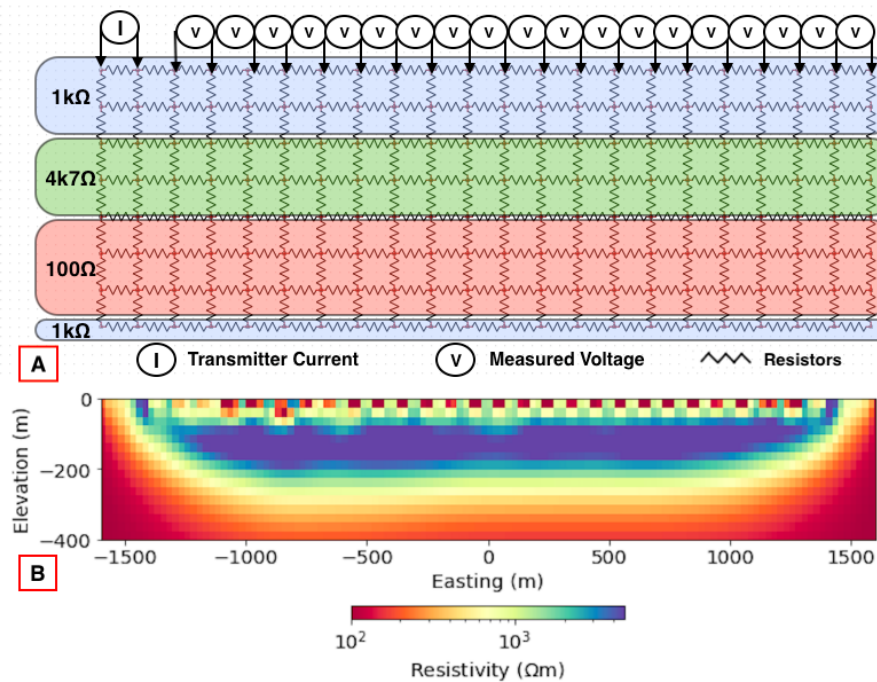 I V V V V V V V V V V V V V V V V V V V
1kΩ
4k7Ω
100Ω
1kΩ
A
I Transmitter Current V Measured Voltage Resistors
Elevation (m)
0
−200
−400
−1500 −1000 −500 0 500 1000 1500
B
Easting (m)
10² 10³
Resistivity (Ωm)